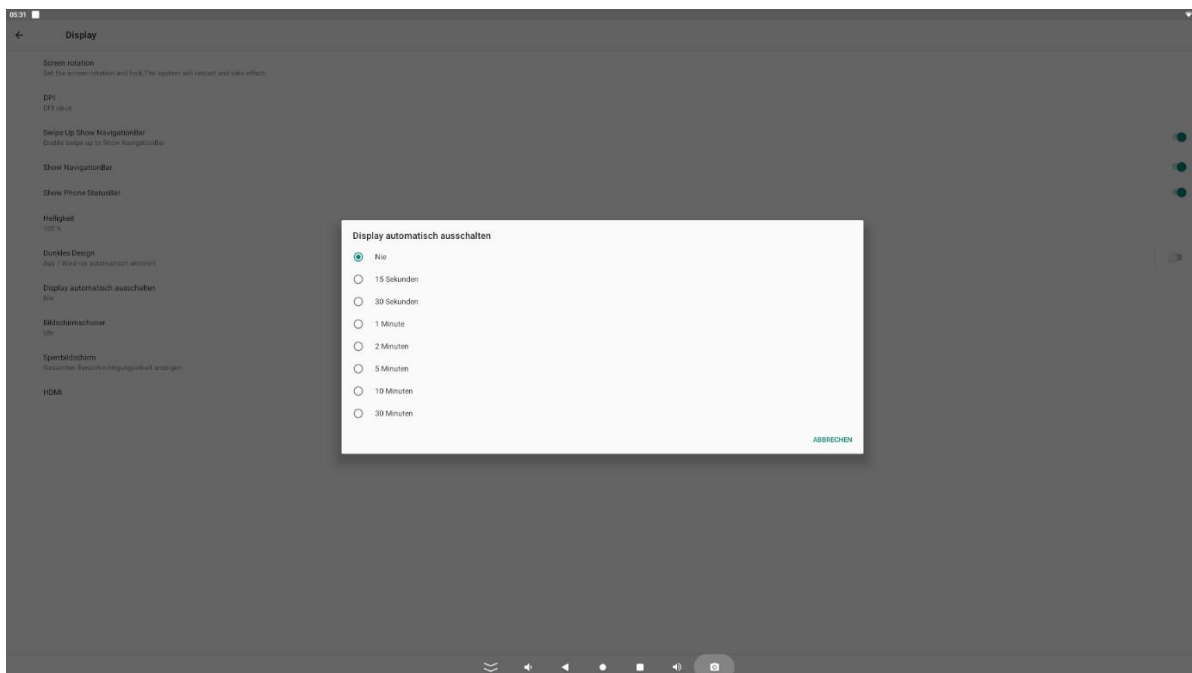 05:31
Display
Screen rotation
Set the screen rotation and lock,The system will restart and take effect
DPI
DPI value
Swipe Up Show NavigationBar
Enable swipe up to Show NavigationBar
Show NavigationBar
Show Phone StatusBar
Helligkeit
100 %
Dunkles Design
Aus / Wird nie automatisch aktiviert
Display automatisch ausschalten
Nie
Bildschirmschoner
Uhr
Sperrbildschirm
Gesamten Benachrichtigungsinhalt anzeigen
HDMI
Display automatisch ausschalten
Nie
15 Sekunden
30 Sekunden
1 Minute
2 Minuten
5 Minuten
10 Minuten
30 Minuten
ABBRECHEN